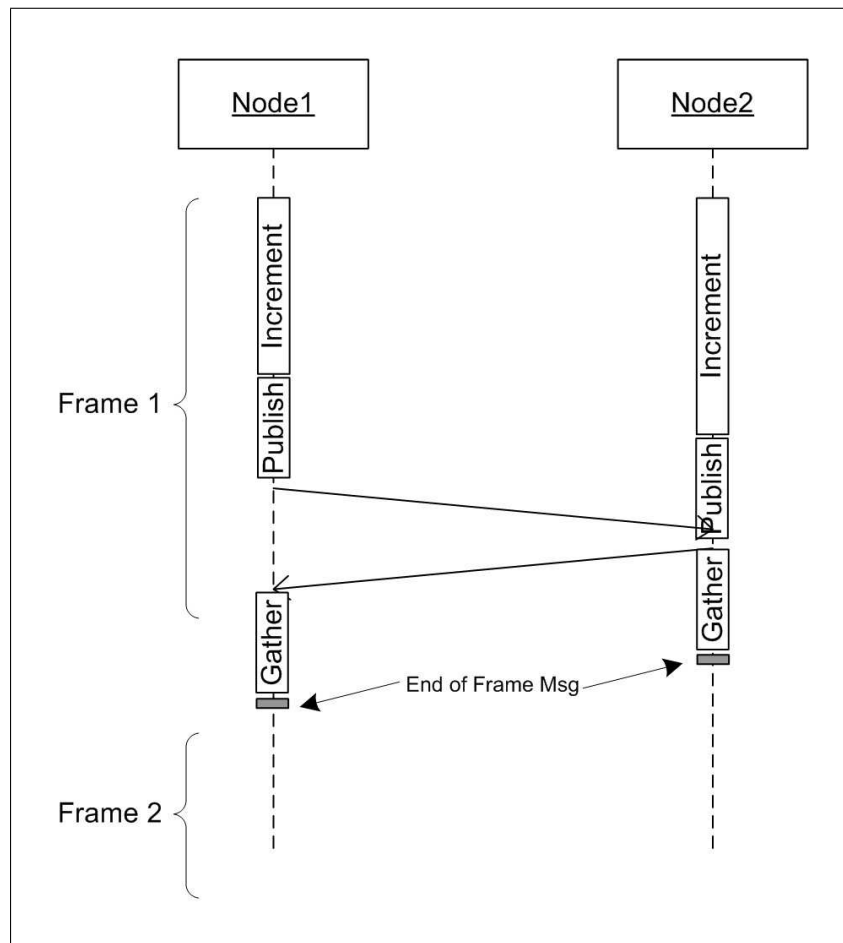 Node1
Node2
Frame 1
Increment
Increment
Publish
Publish
Gather
Gather
End of Frame Msg
Frame 2